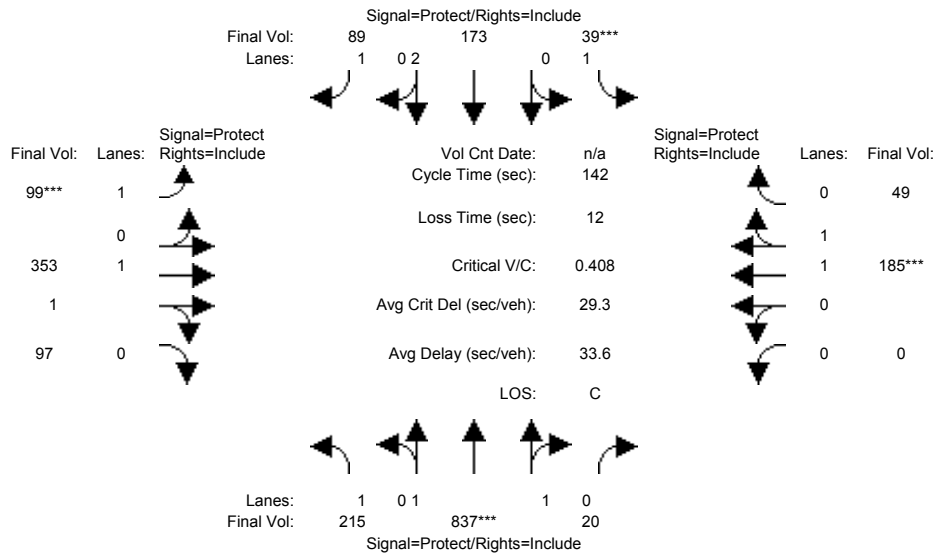 Signal=Protect/Rights=Include
Final Vol: 89 173 39***
Lanes: 1 0 2 0 1
Signal=Protect
Final Vol: Lanes: Rights=Include
Vol Cnt Date: n/a
Signal=Protect
Rights=Include Lanes: Final Vol:
Cycle Time (sec): 142
99*** 1
0 49
Loss Time (sec): 12
0
1
353 1
Critical V/C: 0.408
1 185***
1
Avg Crit Del (sec/veh): 29.3
0
97 0
Avg Delay (sec/veh): 33.6
0 0
LOS: C
Lanes: 1 0 1 1 0
Final Vol: 215 837*** 20
Signal=Protect/Rights=Include